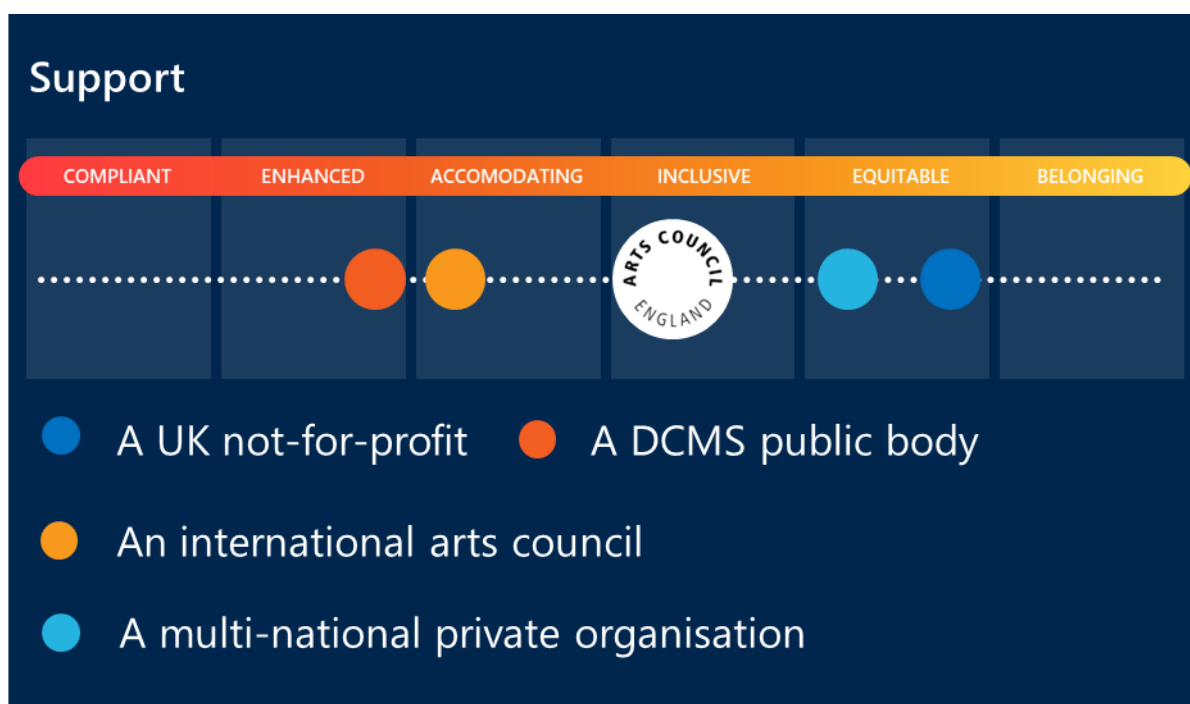 Support
COMPLIANT ENHANCED ACCOMODATING INCLUSIVE EQUITABLE BELONGING
ARTS COUNCIL
ENGLAND
A UK not-for-profit A DCMS public body
An international arts council
A multi-national private organisation